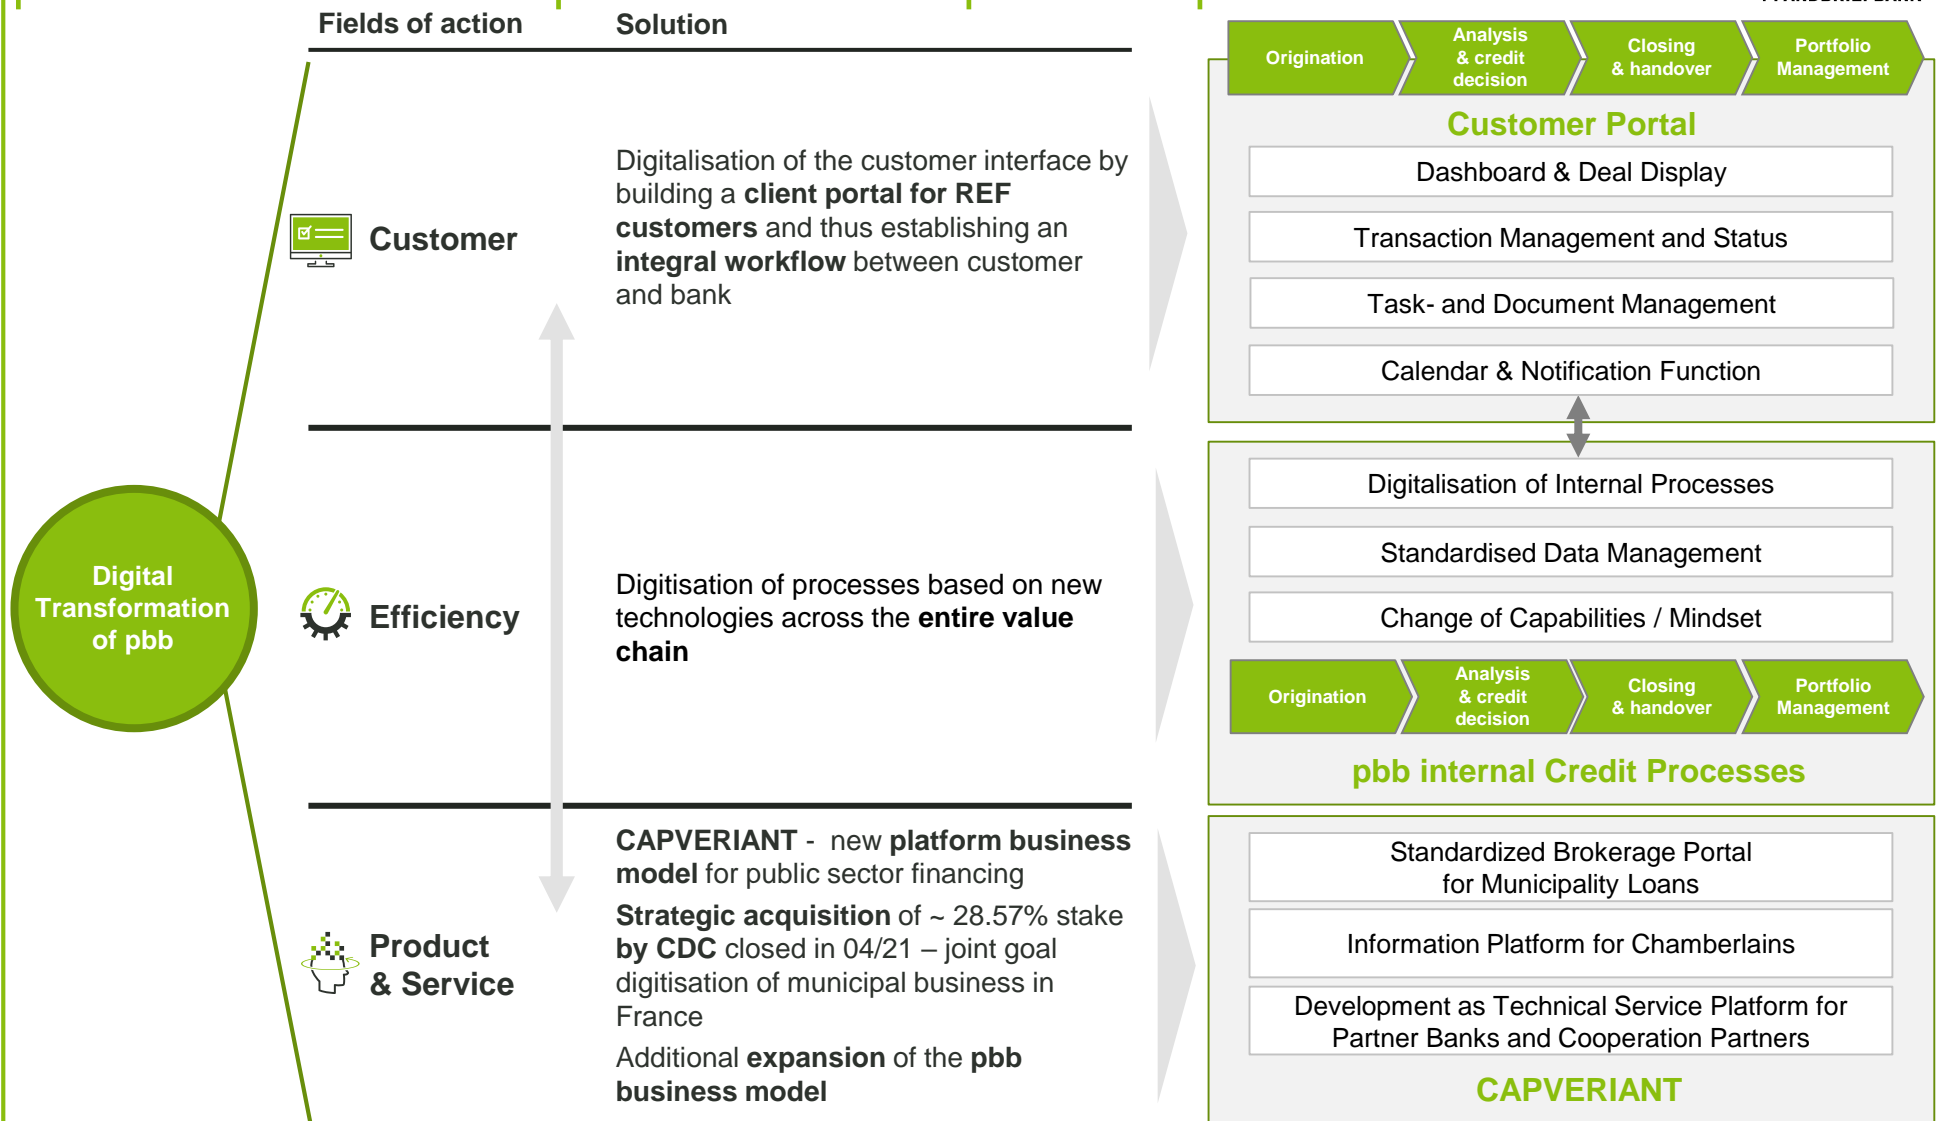 Fields of action
Solution
Digital
Transformation
of pbb
Customer
Digitalisation of the customer interface by
building a client portal for REF
customers and thus establishing an
integral workflow between customer
and bank
Efficiency
Digitisation of processes based on new
technologies across the entire value
chain
Product
& Service
CAPVERIANT - new platform business
model for public sector financing
Strategic acquisition of ~ 28.57% stake
by CDC closed in 04/21 – joint goal
digitisation of municipal business in
France
Additional expansion of the pbb
business model
Origination
Analysis
& credit
decision
Closing
& handover
Portfolio
Management
Customer Portal
Dashboard & Deal Display
Transaction Management and Status
Task- and Document Management
Calendar & Notification Function
Digitalisation of Internal Processes
Standardised Data Management
Change of Capabilities / Mindset
Origination
Analysis
& credit
decision
Closing
& handover
Portfolio
Management
pbb internal Credit Processes
Standardized Brokerage Portal
for Municipality Loans
Information Platform for Chamberlains
Development as Technical Service Platform for
Partner Banks and Cooperation Partners
CAPVERIANT